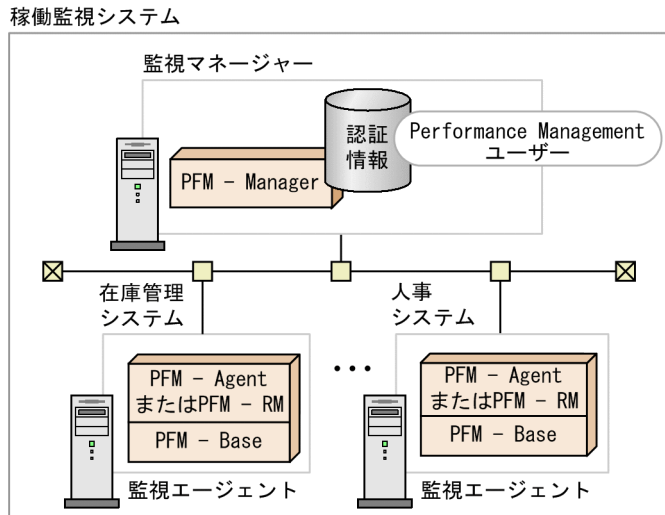 稼働監視システム
監視マネージャー
認証
情報
Performance Management
ユーザー
PFM － Manager
在庫管理
システム
人事
システム
PFM － Agent
またはPFM － RM
PFM － Base
監視エージェント
・・・
PFM － Agent
またはPFM － RM
PFM － Base
監視エージェント